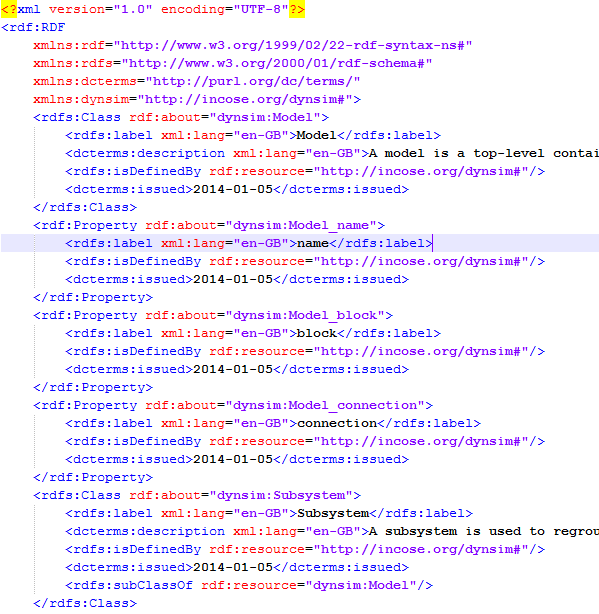 <?xml version="1.0" encoding="UTF-8"?>
<rdf:RDF
xmlns:rdf="http://www.w3.org/1999/02/22-rdf-syntax-ns#"
xmlns:rdfs="http://www.w3.org/2000/01/rdf-schema#"
xmlns:dcterms="http://purl.org/dc/terms/"
xmlns:dynsim="http://incose.org/dynsim#">
<rdfs:Class rdf:about="dynsim:Model">
<rdfs:label xml:lang="en-GB">Model</rdfs:label>
<dcterms:description xml:lang="en-GB">A model is a top-level contai
<rdfs:isDefinedBy rdf:resource="http://incose.org/dynsim#"/>
<dcterms:issued>2014-01-05</dcterms:issued>
</rdfs:Class>
<rdf:Property rdf:about="dynsim:Model_name">
<rdfs:label xml:lang="en-GB">name</rdfs:label>
<rdfs:isDefinedBy rdf:resource="http://incose.org/dynsim#"/>
<dcterms:issued>2014-01-05</dcterms:issued>
</rdf:Property>
<rdf:Property rdf:about="dynsim:Model_block">
<rdfs:label xml:lang="en-GB">block</rdfs:label>
<rdfs:isDefinedBy rdf:resource="http://incose.org/dynsim#"/>
<dcterms:issued>2014-01-05</dcterms:issued>
</rdf:Property>
<rdf:Property rdf:about="dynsim:Model_connection">
<rdfs:label xml:lang="en-GB">connection</rdfs:label>
<rdfs:isDefinedBy rdf:resource="http://incose.org/dynsim#"/>
<dcterms:issued>2014-01-05</dcterms:issued>
</rdf:Property>
<rdfs:Class rdf:about="dynsim:Subsystem">
<rdfs:label xml:lang="en-GB">Subsystem</rdfs:label>
<dcterms:description xml:lang="en-GB">A subsystem is used to regrou
<rdfs:isDefinedBy rdf:resource="http://incose.org/dynsim#"/>
<dcterms:issued>2014-01-05</dcterms:issued>
<rdfs:subClassOf rdf:resource="dynsim:Model"/>
</rdfs:Class>